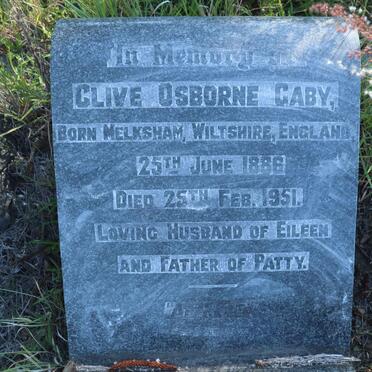 In Memory of
CLIVE OSBORNE GABY,
BORN MELKSHAM, WILTSHIRE, ENGLAND.
25TH JUNE 1886
DIED 25TH FEB. 1951.
LOVING HUSBAND OF EILEEN
AND FATHER OF PATTY.